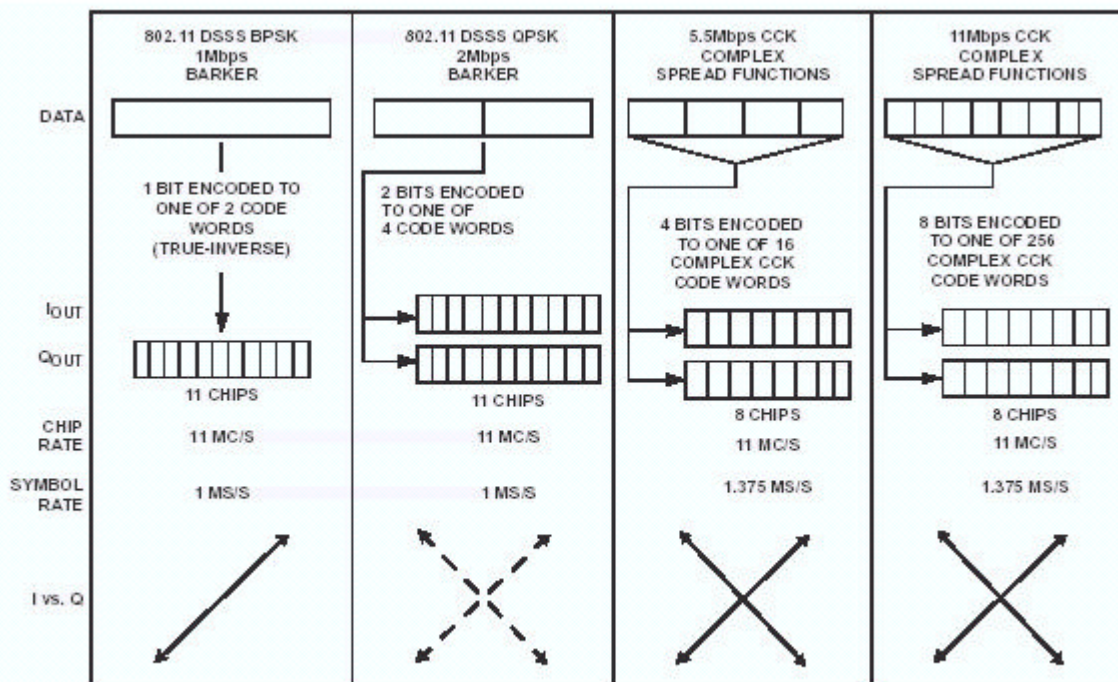 802.11 DSSS BPSK
1Mbps
BARKER
802.11 DSSS QPSK
2Mbps
BARKER
5.5Mbps CCK
COMPLEX
SPREAD FUNCTIONS
11Mbps CCK
COMPLEX
SPREAD FUNCTIONS
DATA
1 BIT ENCODED TO
ONE OF 2 CODE
WORDS
(TRUE-INVERSE)
2 BITS ENCODED
TO ONE OF
4 CODE WORDS
4 BITS ENCODED
TO ONE OF 16
COMPLEX CCK
CODE WORDS
8 BITS ENCODED
TO ONE OF 256
COMPLEX CCK
CODE WORDS
IOUT
QOUT
11 CHIPS
11 CHIPS
8 CHIPS
8 CHIPS
CHIP
RATE
11 MC/S
11 MC/S
11 MC/S
11 MC/S
SYMBOL
RATE
1 MS/S
1 MS/S
1.375 MS/S
1.375 MS/S
I vs. Q